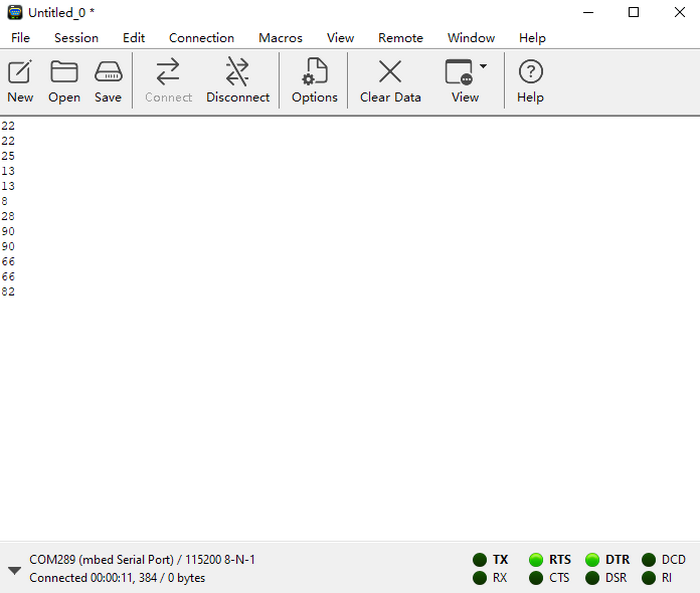 Untitled_0 *
File Session Edit Connection Macros View Remote Window Help
New Open Save Connect Disconnect Options Clear Data View Help
22
22
25
13
13
8
28
90
90
66
66
82
COM289 (mbed Serial Port) / 115200 8-N-1
TX RTS DTR DCD
Connected 00:00:11, 384 / 0 bytes
RX CTS DSR RI